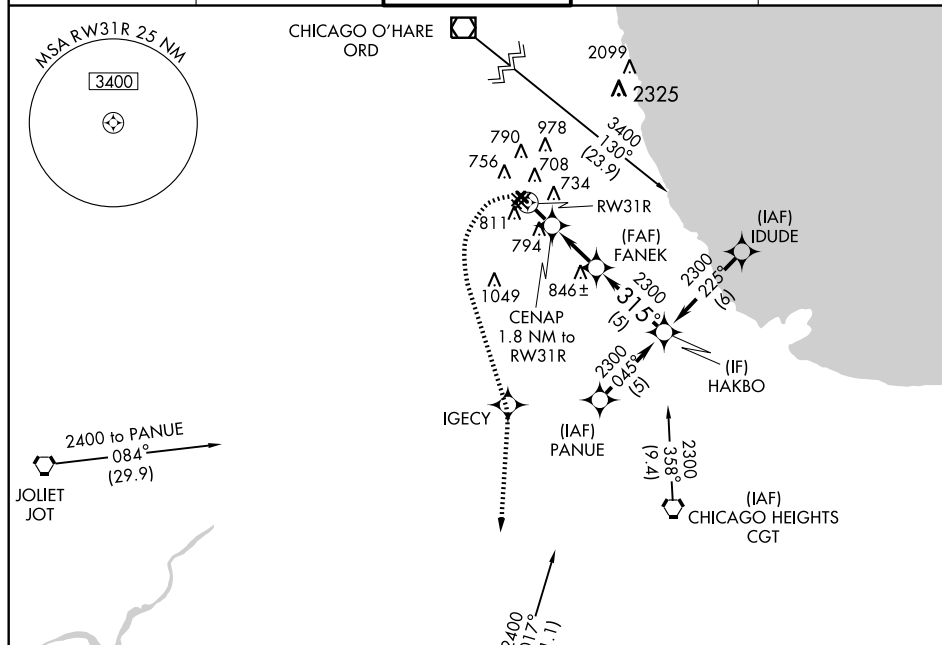 MSA RW31R 25 NM
3400
CHICAGO O'HARE
ORD
2099
2325
3400
130°
(23.9)
790
978
756
708
734
RW31R
811
794
(FAF)
FANEK
(IAF)
IDUDE
2300
225°
(6)
1049
846±
2300
315°
(5)
CENAP
1.8 NM to
RW31R
(IF)
HAKBO
2300
045°
(5)
IGECY
(IAF)
PANUE
2400 to PANUE
084°
(29.9)
JOLIET
JOT
2300
358°
(9.4)
(IAF)
CHICAGO HEIGHTS
CGT
2400
017°